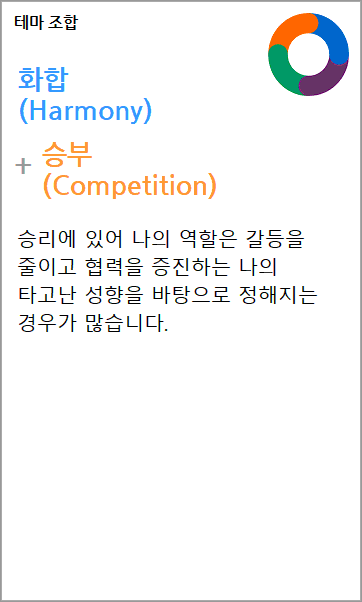 테마 조합
화합
(Harmony)
+ 승부
(Competition)
승리에 있어 나의 역할은 갈등을
줄이고 협력을 증진하는 나의
타고난 성향을 바탕으로 정해지는
경우가 많습니다.